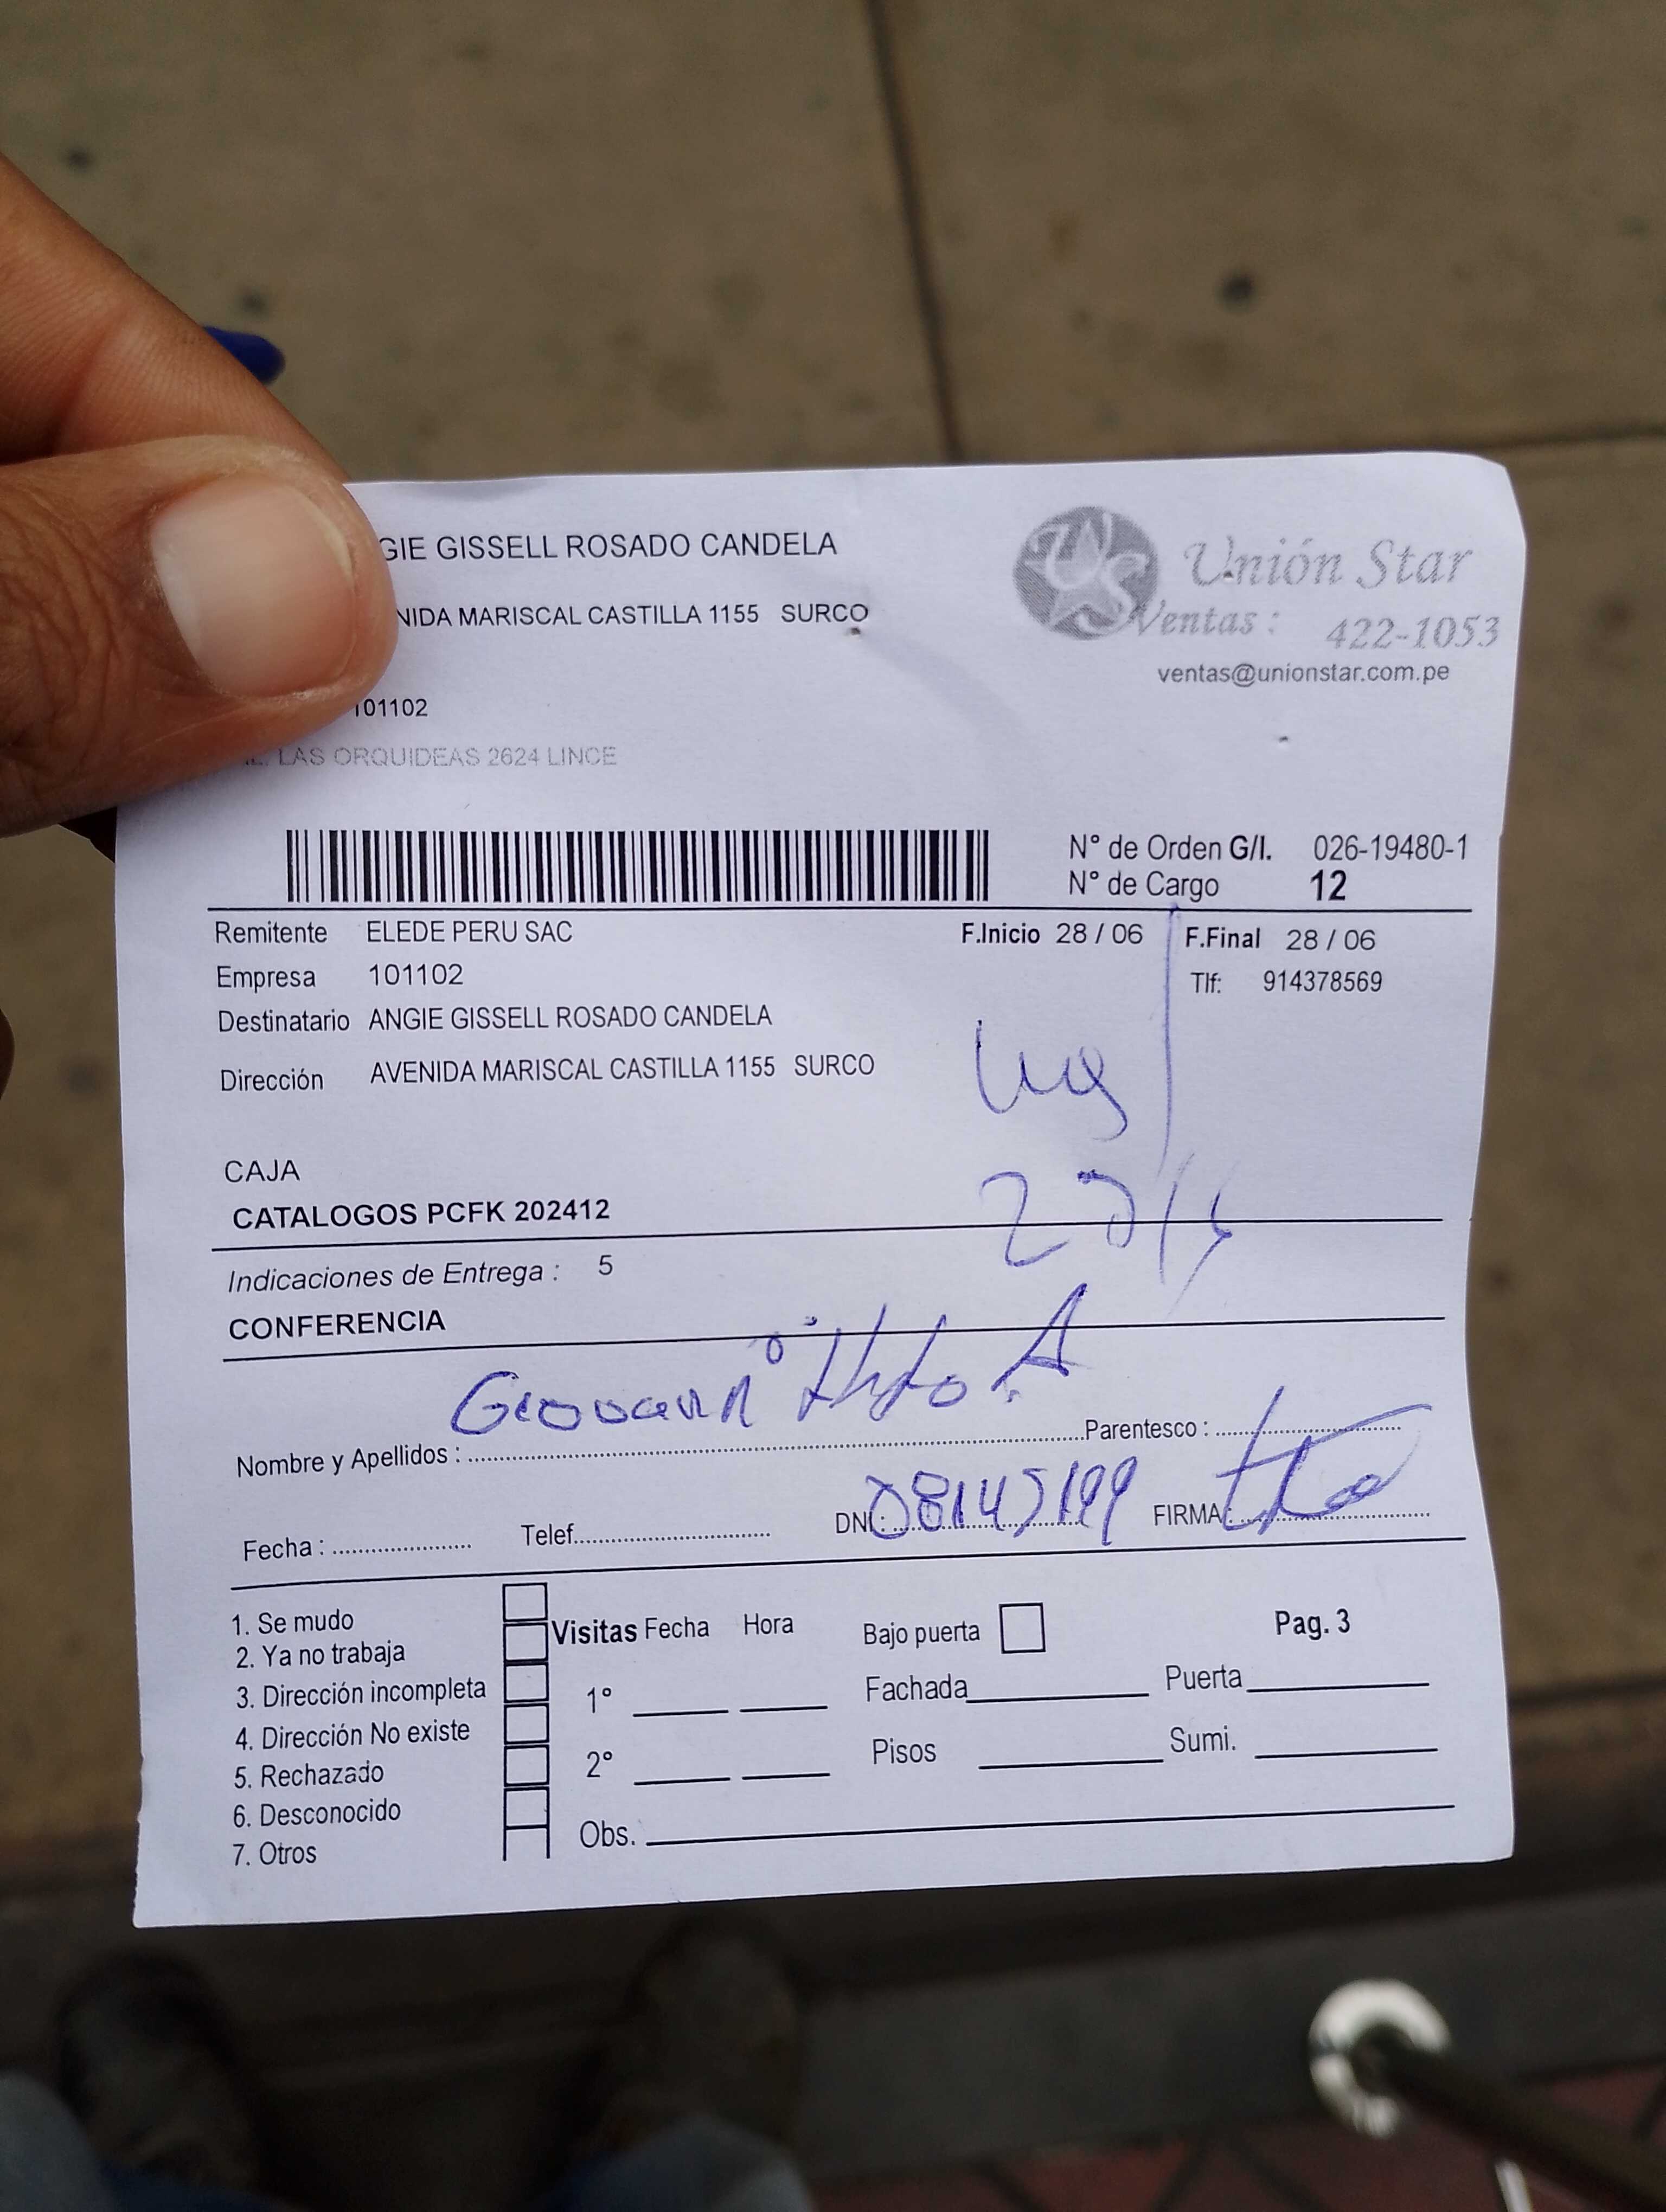 GIE GISSELL ROSADO CANDELA
NIDA MARISCAL CASTILLA 1155 SURCO
Unión Star
Ventas : 422-1053
ventas@unionstar.com.pe
101102
LAS ORQUIDEAS 2624 LINCE
N° de Orden G/I. 026-19480-1
N° de Cargo 12
Remitente ELEDE PERU SAC F.Inicio 28 / 06 F.Final 28 / 06
Empresa 101102 Tlf: 914378569
Destinatario ANGIE GISSELL ROSADO CANDELA
Dirección AVENIDA MARISCAL CASTILLA 1155 SURCO
CAJA
CATALOGOS PCFK 202412
Indicaciones de Entrega : 5
CONFERENCIA
Geovanni
Nombre y Apellidos : Parentesco :
Fecha : Telef. DNI: 08145199 FIRMA:
1. Se mudo
2. Ya no trabaja
3. Dirección incompleta
4. Dirección No existe
5. Rechazado
6. Desconocido
7. Otros
Visitas Fecha Hora
1°
2°
Obs.
Bajo puerta Pag. 3
Fachada Puerta
Pisos Sumi.